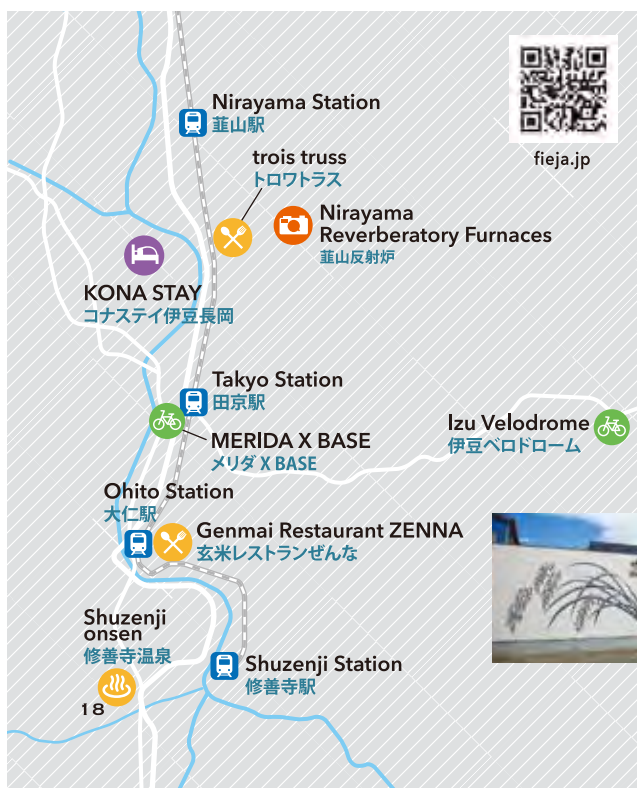 Nirayama Station
韮山駅
fieja.jp
trois truss
トロワトラス
Nirayama
Reverberatory Furnaces
韮山反射炉
KONA STAY
コナステイ伊豆長岡
Takyo Station
田京駅
Izu Velodrome
伊豆ベロドローム
MERIDA X BASE
メリダ X BASE
Ohito Station
大仁駅
Genmai Restaurant ZENNA
玄米レストランぜんな
Shuzenji
onsen
修善寺温泉
Shuzenji Station
修善寺駅
18